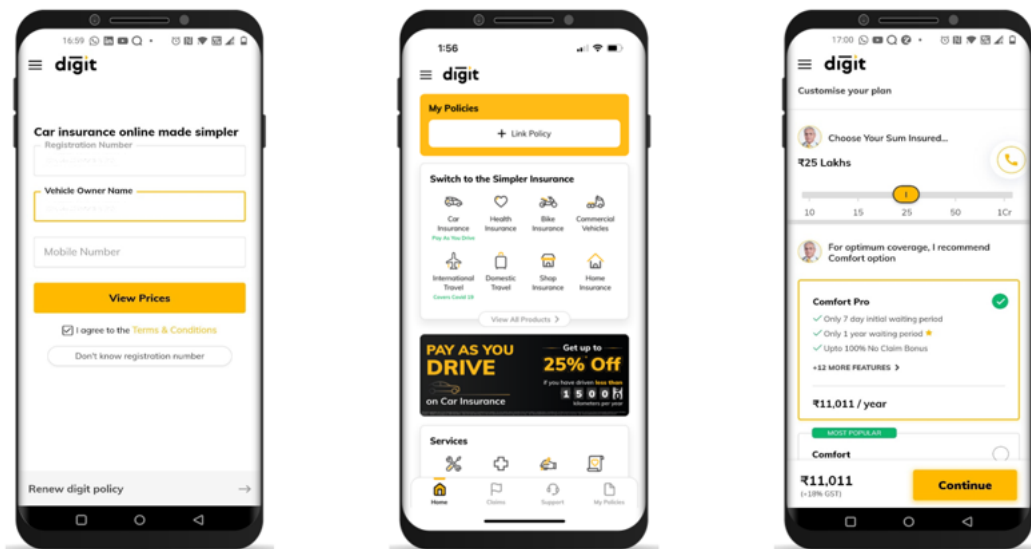 16:59
digit
Car insurance online made simpler
Registration Number
Vehicle Owner Name
Mobile Number
View Prices
I agree to the Terms & Conditions
Don't know registration number
Renew digit policy
1:56
digit
My Policies
+ Link Policy
Switch to the Simpler Insurance
Car Insurance
Pay As You Drive
Health Insurance
Bike Insurance
Commercial Vehicles
International Travel
Covers Covid 19
Domestic Travel
Shop Insurance
Home Insurance
View All Products
PAY AS YOU
DRIVE
on Car Insurance
Get up to
25% Off
If you have driven less than
1 5 0 0
kilometers per year
Services
Home
Claims
Support
My Policies
17:00
digit
Customise your plan
Choose Your Sum Insured...
₹25 Lakhs
10 15 25 50 1Cr
For optimum coverage, I recommend
Comfort option
Comfort Pro
Only 7 day initial waiting period
Only 1 year waiting period
Upto 100% No Claim Bonus
+12 MORE FEATURES
₹11,011 / year
MOST POPULAR
Comfort
₹11,011
(+18% GST)
Continue